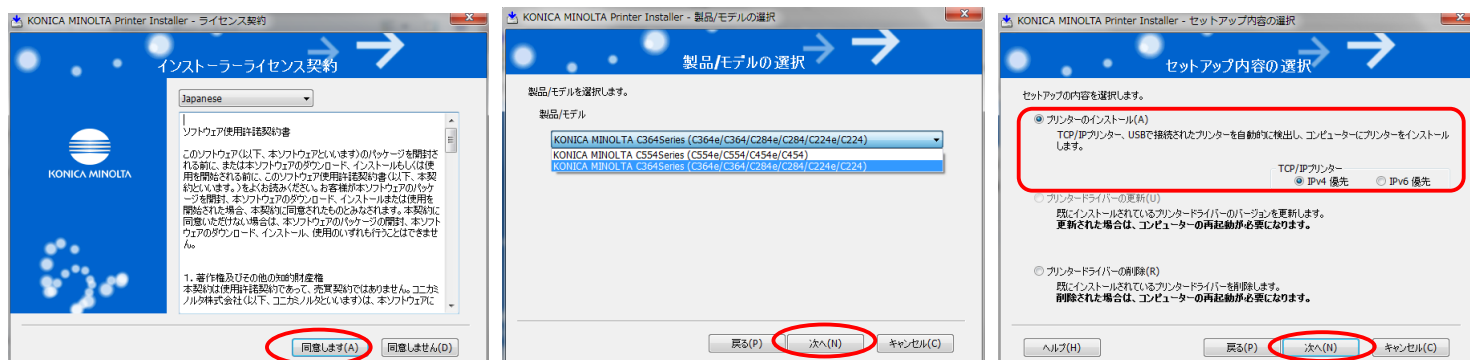 KONICA MINOLTA Printer Installer - ライセンス契約
インストーラーライセンス契約
Japanese
ソフトウェア使用許諾契約書
このソフトウェア(以下、本ソフトウェアといいます)のパッケージを開封さ
れる前に、または本ソフトウェアのダウンロード、インストールもしくは使
用を開始される前に、このソフトウェア使用許諾契約書(以下、本契
約といいます。)をよくお読みください。お客様が本ソフトウェアのパッケ
ージを開封、本ソフトウェアのダウンロード、インストールまたは使用を
開始された場合、本契約に同意されたものとみなされます。本契約に
同意いただけない場合は、本ソフトウェアのパッケージの開封、本ソフト
ウェアのダウンロード、インストール、使用のいずれも行うことはできませ
ん。
1. 著作権及びその他の知的財産権
本契約は使用許諾契約であって、売買契約ではありません。コニカミ
ノルタ株式会社(以下、コニカミノルタといいます)は、本ソフトウェアに
KONICA MINOLTA
同意します(A)
同意しません(D)
KONICA MINOLTA Printer Installer - 製品/モデルの選択
製品/モデルの選択
製品/モデルを選択します。
製品/モデル
KONICA MINOLTA C364Series (C364e/C364/C284e/C284/C224e/C224)
KONICA MINOLTA C554Series (C554e/C554/C454e/C454)
KONICA MINOLTA C364Series (C364e/C364/C284e/C284/C224e/C224)
戻る(P)
次へ(N)
キャンセル(C)
KONICA MINOLTA Printer Installer - セットアップ内容の選択
セットアップ内容の選択
セットアップの内容を選択します。
プリンターのインストール(A)
TCP/IPプリンター、USBで接続されたプリンターを自動的に検出し、コンピューターにプリンターをインストール
します。
TCP/IPプリンター
IPv4 優先
IPv6 優先
プリンタードライバーの更新(U)
既にインストールされているプリンタードライバーのバージョンを更新します。
更新された場合は、コンピューターの再起動が必要になります。
プリンタードライバーの削除(R)
既にインストールされているプリンタードライバーを削除します。
削除された場合は、コンピューターの再起動が必要になります。
ヘルプ(H)
戻る(P)
次へ(N)
キャンセル(C)